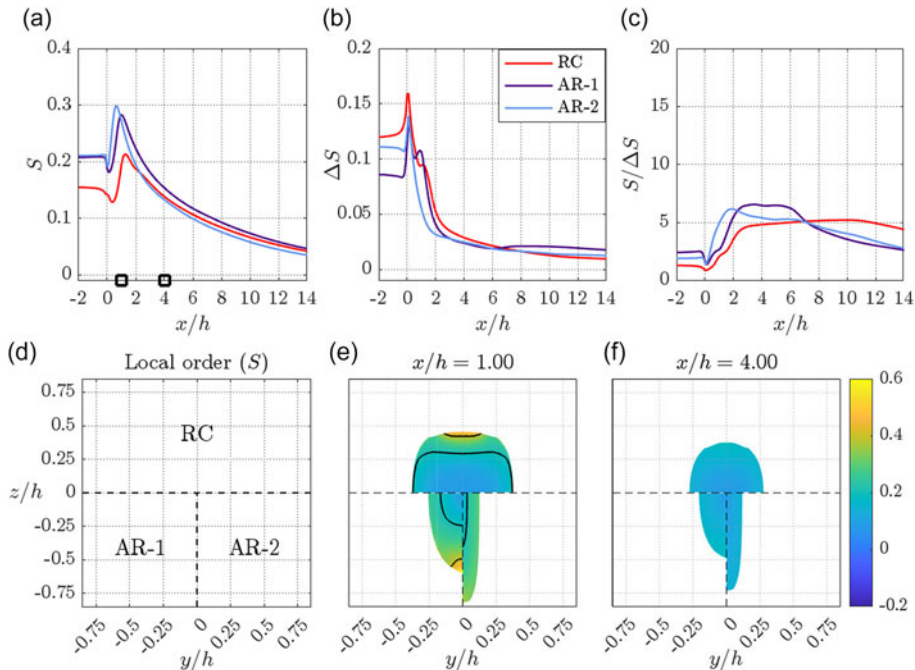 (a)
0.4
0.3
0.2
0.1
0
S
-2 0 2 4 6 8 10 12 14
x/h
(b)
0.2
0.15
0.1
0.05
0
ΔS
RC
AR-1
AR-2
-2 0 2 4 6 8 10 12 14
x/h
(c)
20
15
10
5
0
S/ΔS
-2 0 2 4 6 8 10 12 14
x/h
(d)
Local order (S)
0.75
0.5
0.25
z/h 0
-0.25
-0.5
-0.75
RC
AR-1 AR-2
-0.75 -0.5 -0.25 0 0.25 0.5 0.75
y/h
(e)
x/h = 1.00
-0.75 -0.5 -0.25 0 0.25 0.5 0.75
y/h
(f)
x/h = 4.00
-0.75 -0.5 -0.25 0 0.25 0.5 0.75
y/h
0.6
0.4
0.2
0
-0.2